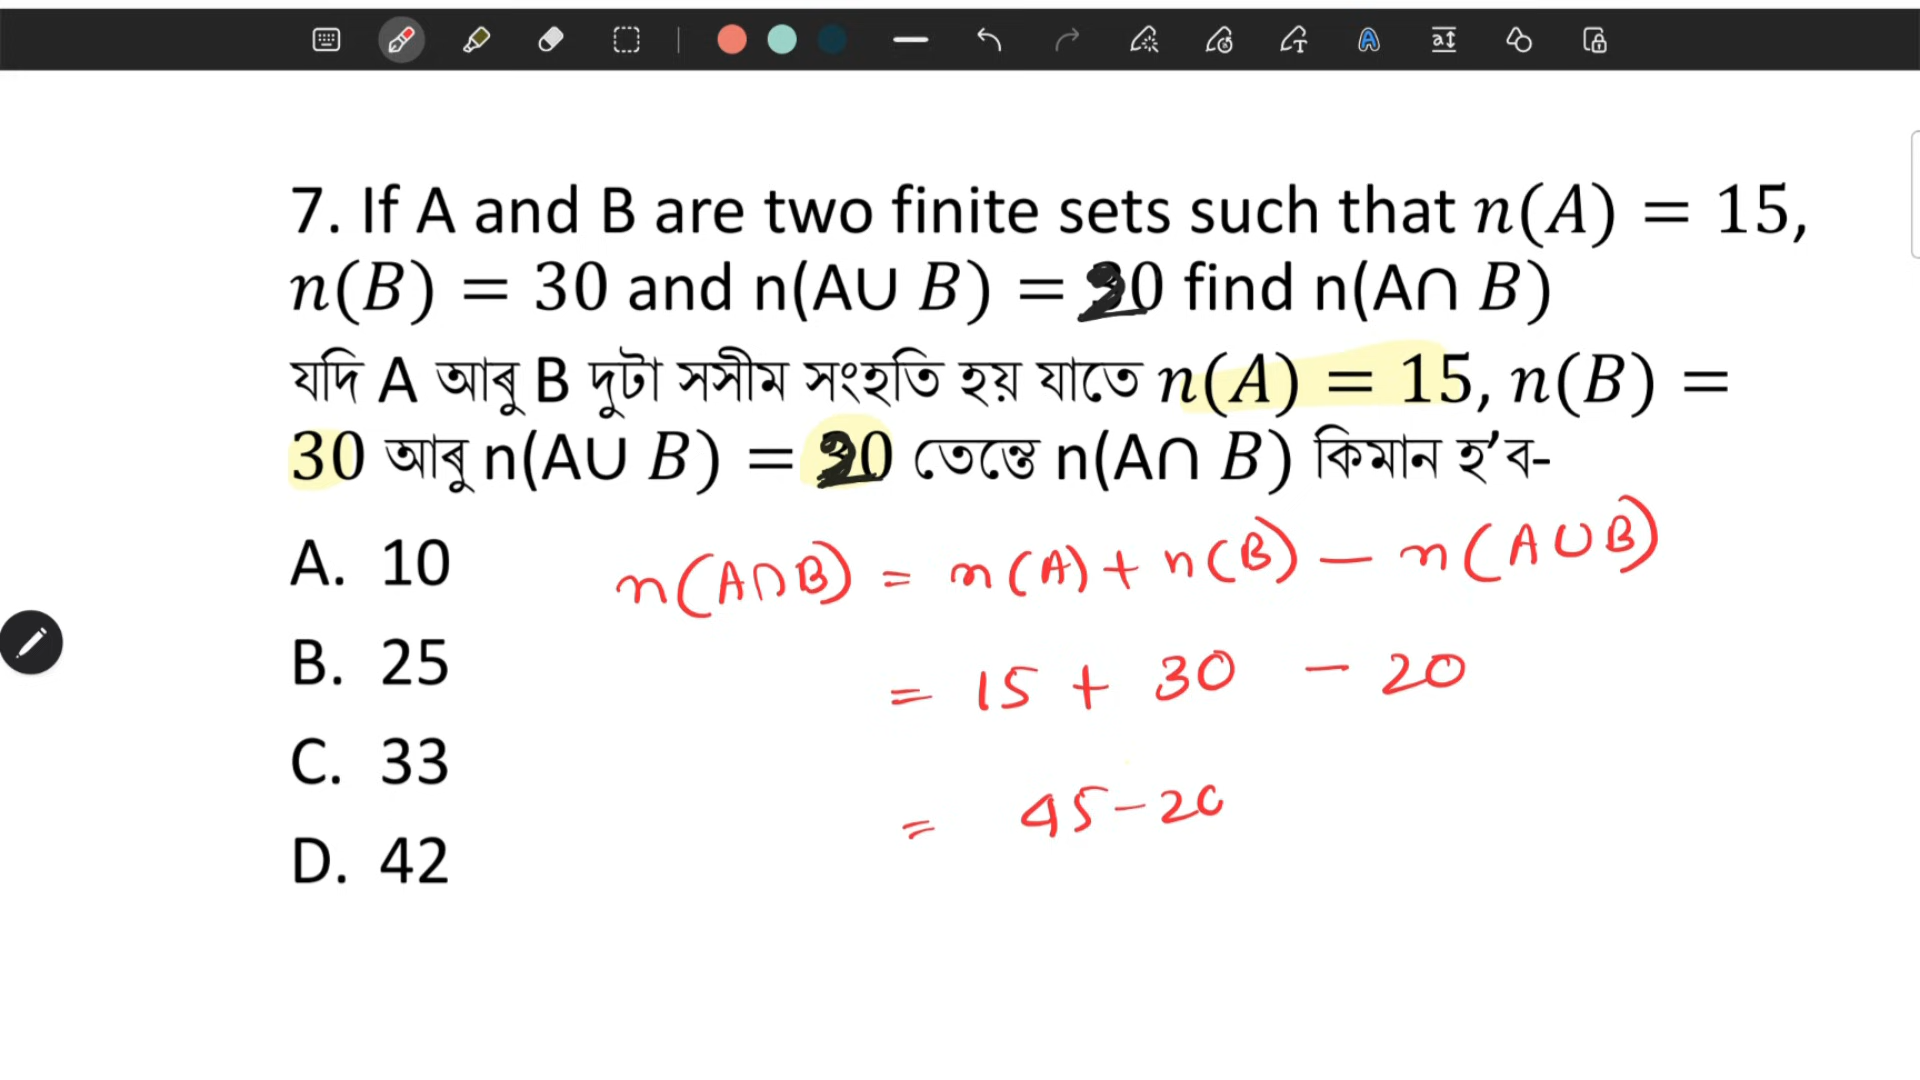 7. If A and B are two finite sets such that n(A) = 15,
n(B) = 30 and n(A∪ B) = 20 find n(A∩ B)
যদি A আৰু B দুটা সসীম সংহতি হয় যাতে n(A) = 15, n(B) =
30 আৰু n(A∪ B) = 20 তেন্তে n(A∩ B) কিমান হ’ব-
A. 10
n(A∩B) = n(A) + n(B) – n(A∪B)
B. 25
= 15 + 30 – 20
C. 33
= 45 – 20
D. 42